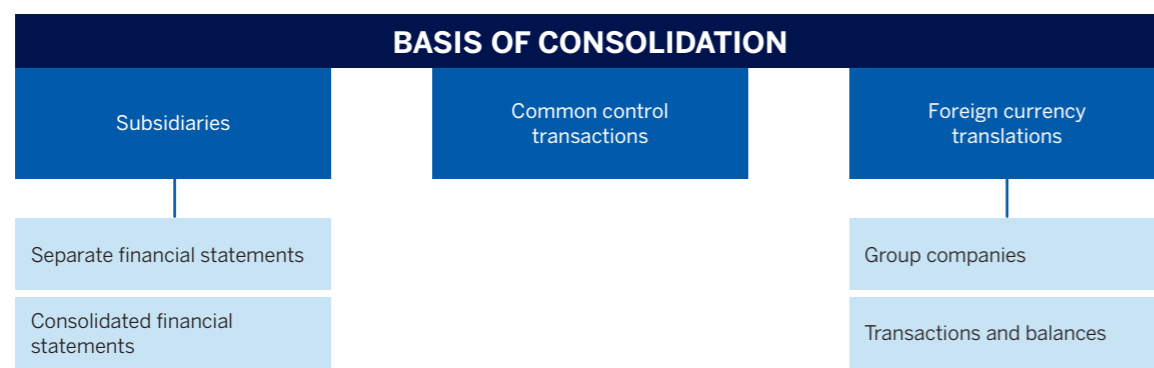 BASIS OF CONSOLIDATION
Subsidiaries
Common control
transactions
Foreign currency
translations
Separate financial statements
Consolidated financial
statements
Group companies
Transactions and balances